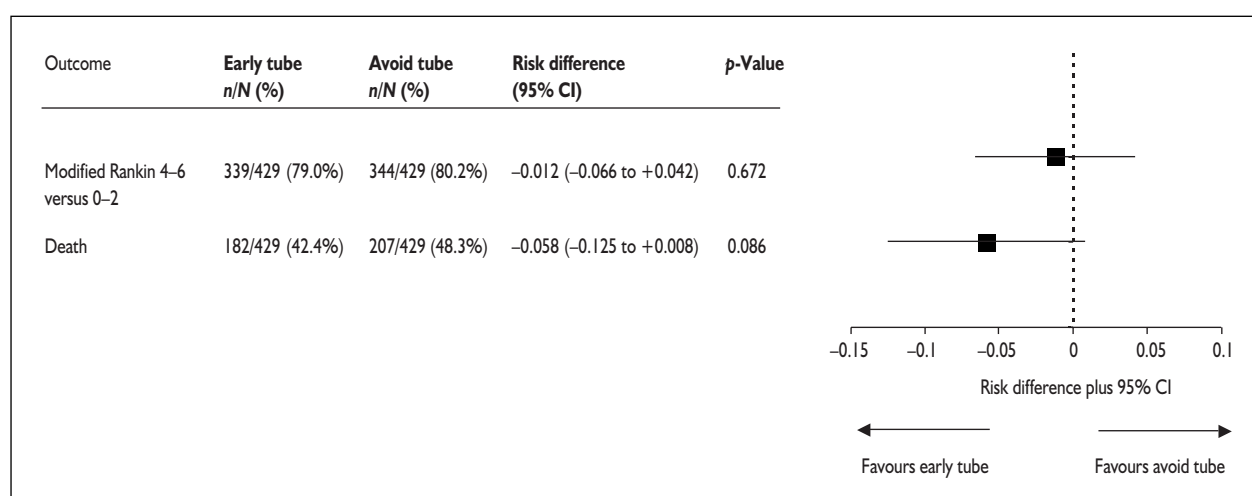 Outcome Early tube Avoid tube Risk difference p-Value
n/N (%) n/N (%) (95% CI)
Modified Rankin 4–6 339/429 (79.0%) 344/429 (80.2%) –0.012 (–0.066 to +0.042) 0.672
versus 0–2
Death 182/429 (42.4%) 207/429 (48.3%) –0.058 (–0.125 to +0.008) 0.086
–0.15 –0.1 –0.05 0 0.05 0.1
Risk difference plus 95% CI
Favours early tube Favours avoid tube